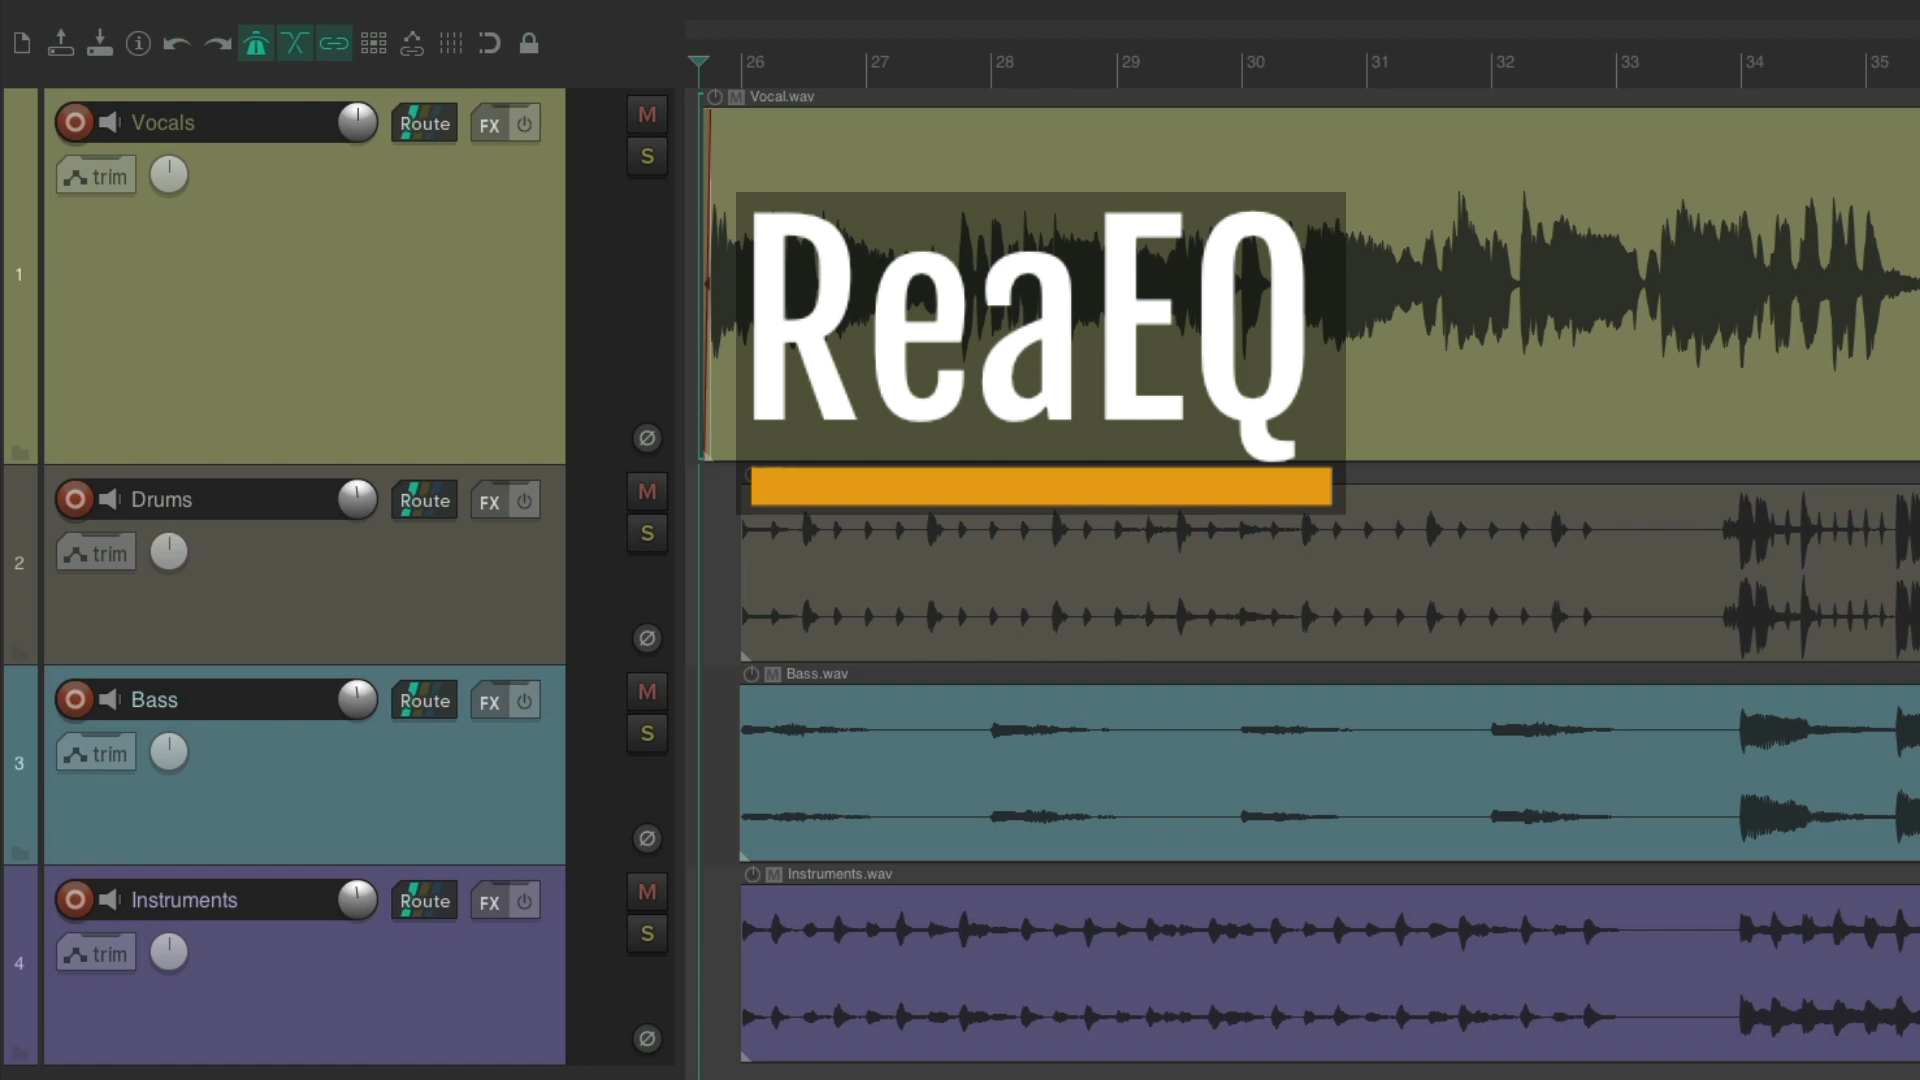 26 27 28 29 30 31 32 33 34 35
M Vocal.wav
1
Vocals
Route
FX
M
trim
S
ReaEQ
2
Drums
Route
FX
M
trim
S
M Bass.wav
3
Bass
Route
FX
M
trim
S
M Instruments.wav
4
Instruments
Route
FX
M
trim
S